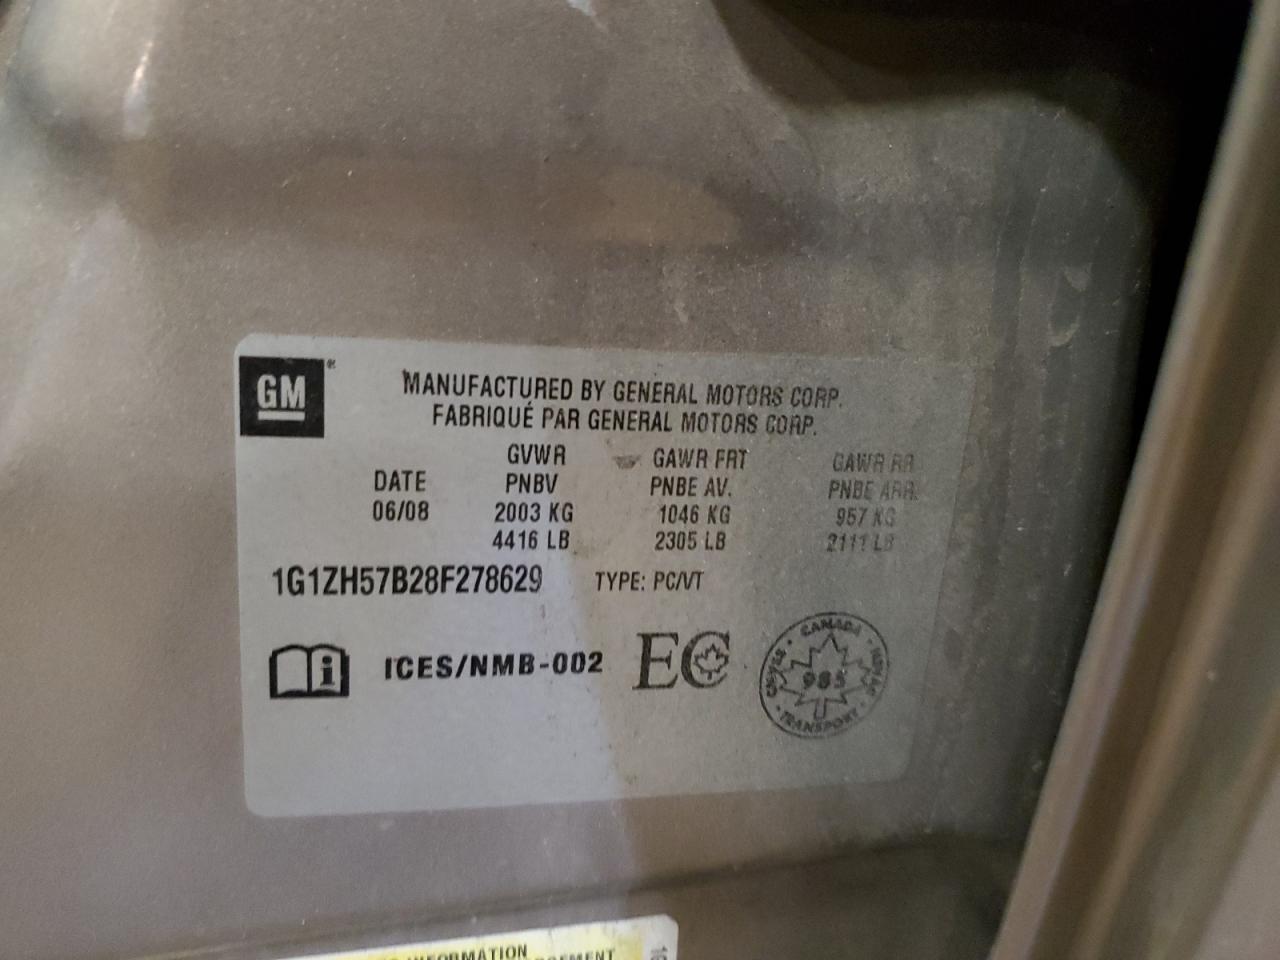 GM ®
MANUFACTURED BY GENERAL MOTORS CORP.
FABRIQUÉ PAR GENERAL MOTORS CORP.
GVWR GAWR FRT GAWR RR
DATE PNBV PNBE AV. PNBE ARR.
06/08 2003 KG 1046 KG 957 KG
4416 LB 2305 LB 2111 LB
1G1ZH57B28F278629 TYPE: PC/VT
i ICES/NMB-002 EC
CANADA
985
TRANSPORT
INFORMATION